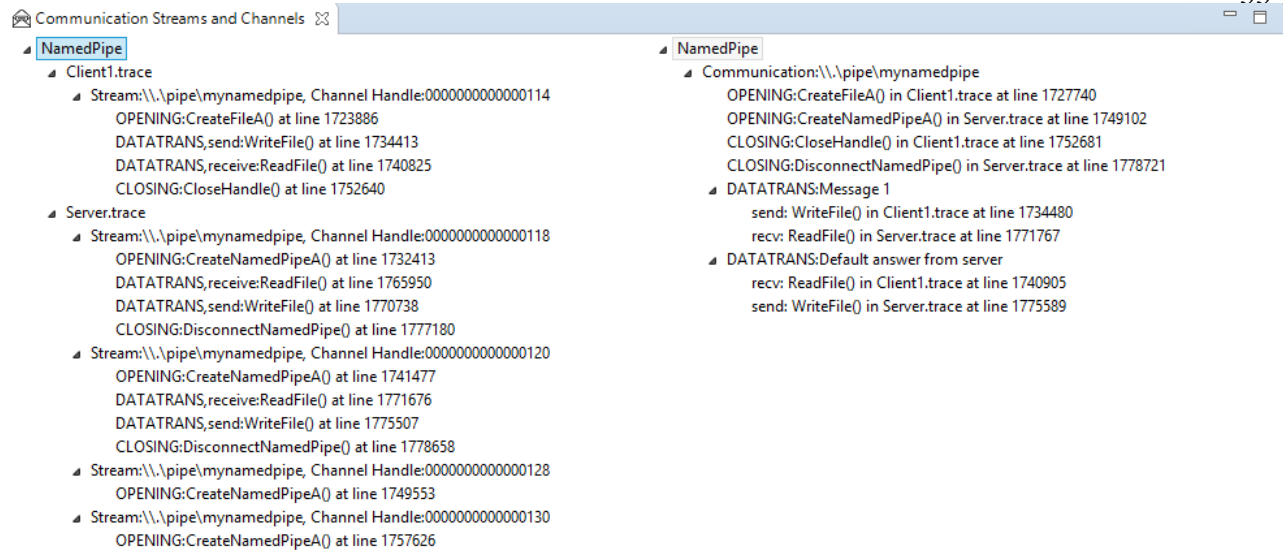 Communication Streams and Channels
NamedPipe
Client1.trace
Stream:\\.\pipe\mynamedpipe, Channel Handle:0000000000000114
OPENING:CreateFileA() at line 1723886
DATATRANS,send:WriteFile() at line 1734413
DATATRANS,receive:ReadFile() at line 1740825
CLOSING:CloseHandle() at line 1752640
Server.trace
Stream:\\.\pipe\mynamedpipe, Channel Handle:0000000000000118
OPENING:CreateNamedPipeA() at line 1732413
DATATRANS,receive:ReadFile() at line 1765950
DATATRANS,send:WriteFile() at line 1770738
CLOSING:DisconnectNamedPipe() at line 1777180
Stream:\\.\pipe\mynamedpipe, Channel Handle:0000000000000120
OPENING:CreateNamedPipeA() at line 1741477
DATATRANS,receive:ReadFile() at line 1771676
DATATRANS,send:WriteFile() at line 1775507
CLOSING:DisconnectNamedPipe() at line 1778658
Stream:\\.\pipe\mynamedpipe, Channel Handle:0000000000000128
OPENING:CreateNamedPipeA() at line 1749553
Stream:\\.\pipe\mynamedpipe, Channel Handle:0000000000000130
OPENING:CreateNamedPipeA() at line 1757626
NamedPipe
Communication:\\.\pipe\mynamedpipe
OPENING:CreateFileA() in Client1.trace at line 1727740
OPENING:CreateNamedPipeA() in Server.trace at line 1749102
CLOSING:CloseHandle() in Client1.trace at line 1752681
CLOSING:DisconnectNamedPipe() in Server.trace at line 1778721
DATATRANS:Message 1
send: WriteFile() in Client1.trace at line 1734480
recv: ReadFile() in Server.trace at line 1771767
DATATRANS:Default answer from server
recv: ReadFile() in Client1.trace at line 1740905
send: WriteFile() in Server.trace at line 1775589